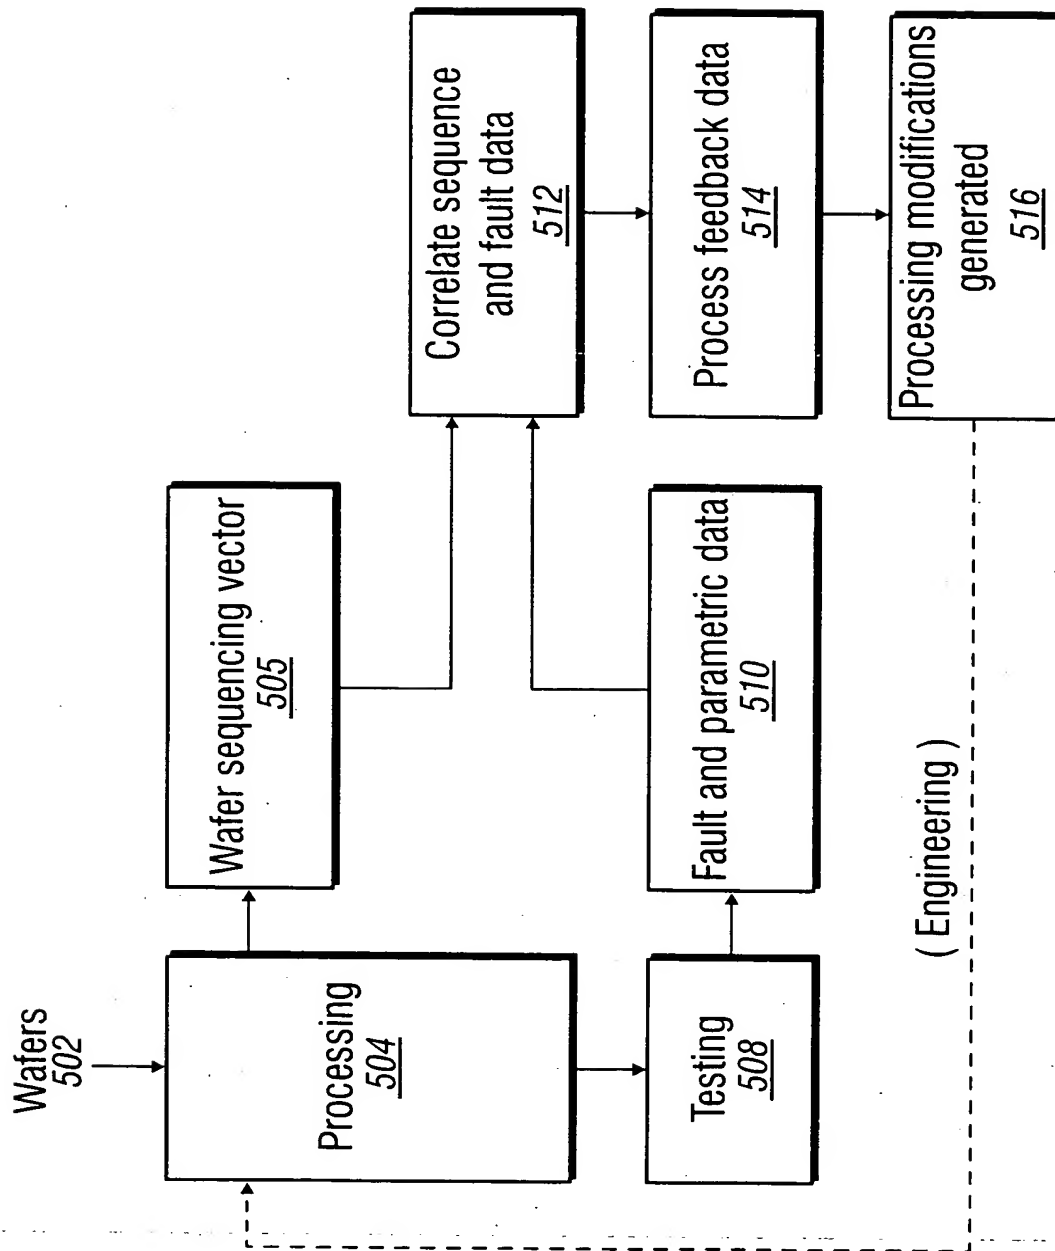 Wafers
502
Processing
504
Wafer sequencing vector
505
Testing
508
Fault and parametric data
510
Correlate sequence
and fault data
512
Process feedback data
514
Processing modifications
generated
516
( Engineering )